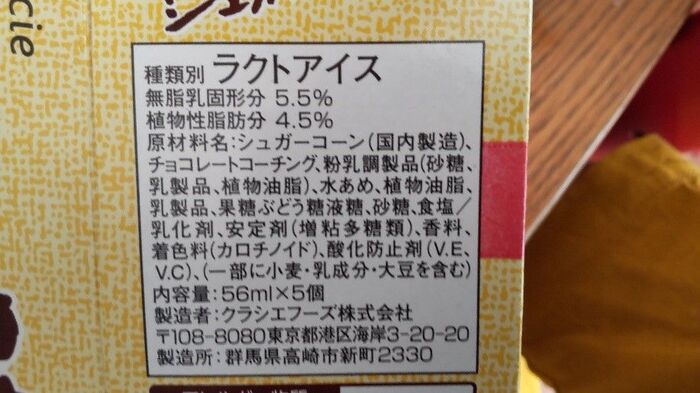 cie
種類別 ラクトアイス
無脂乳固形分 5.5%
植物性脂肪分 4.5%
原材料名:シュガーコーン(国内製造)、
チョコレートコーチング、粉乳調製品(砂糖、
乳製品、植物油脂)、水あめ、植物油脂、
乳製品、果糖ぶどう糖液糖、砂糖、食塩/
乳化剤、安定剤(増粘多糖類)、香料、
着色料(カロチノイド)、酸化防止剤(V.E、
V.C)、(一部に小麦・乳成分・大豆を含む)
内容量:56ml×5個
製造者:クラシエフーズ株式会社
〒108-8080東京都港区海岸3-20-20
製造所:群馬県高崎市新町2330